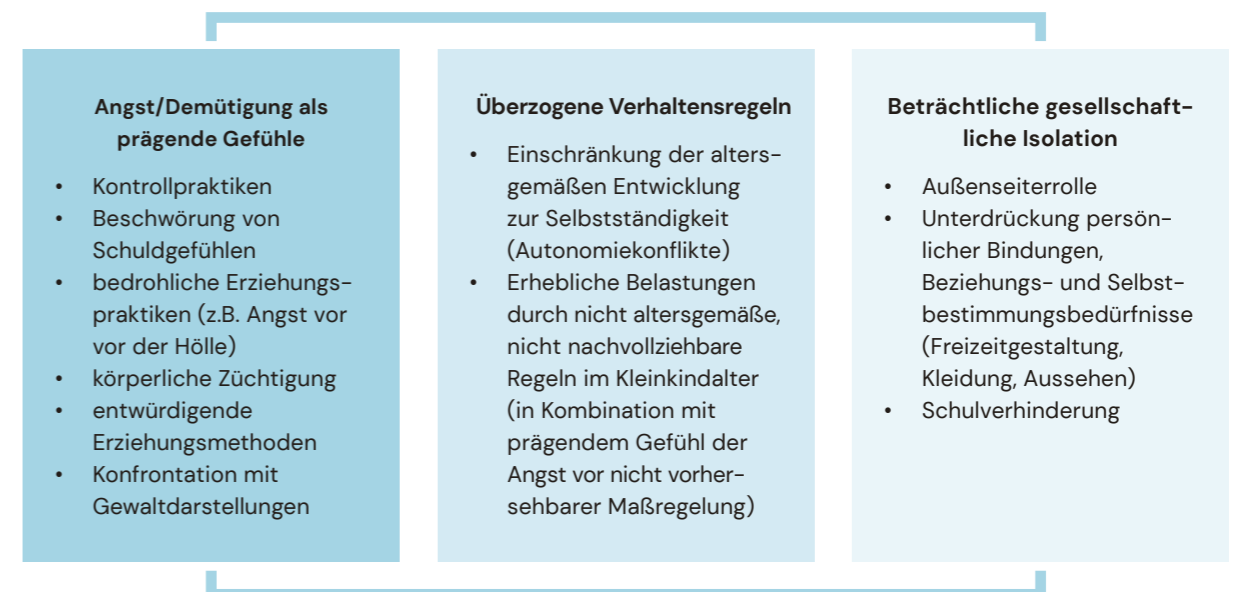 Angst/Demütigung als
prägende Gefühle
• Kontrollpraktiken
• Beschwörung von
Schuldgefühlen
• bedrohliche Erziehungs-
praktiken (z.B. Angst vor
vor der Hölle)
• körperliche Züchtigung
• entwürdigende
Erziehungsmethoden
• Konfrontation mit
Gewaltdarstellungen
Überzogene Verhaltensregeln
• Einschränkung der alters-
gemäßen Entwicklung
zur Selbstständigkeit
(Autonomiekonflikte)
• Erhebliche Belastungen
durch nicht altersgemäße,
nicht nachvollziehbare
Regeln im Kleinkindalter
(in Kombination mit
prägendem Gefühl der
Angst vor nicht vorher-
sehbarer Maßregelung)
Beträchtliche gesellschaft-
liche Isolation
• Außenseiterrolle
• Unterdrückung persön-
licher Bindungen,
Beziehungs- und Selbst-
bestimmungsbedürfnisse
(Freizeitgestaltung,
Kleidung, Aussehen)
• Schulverhinderung